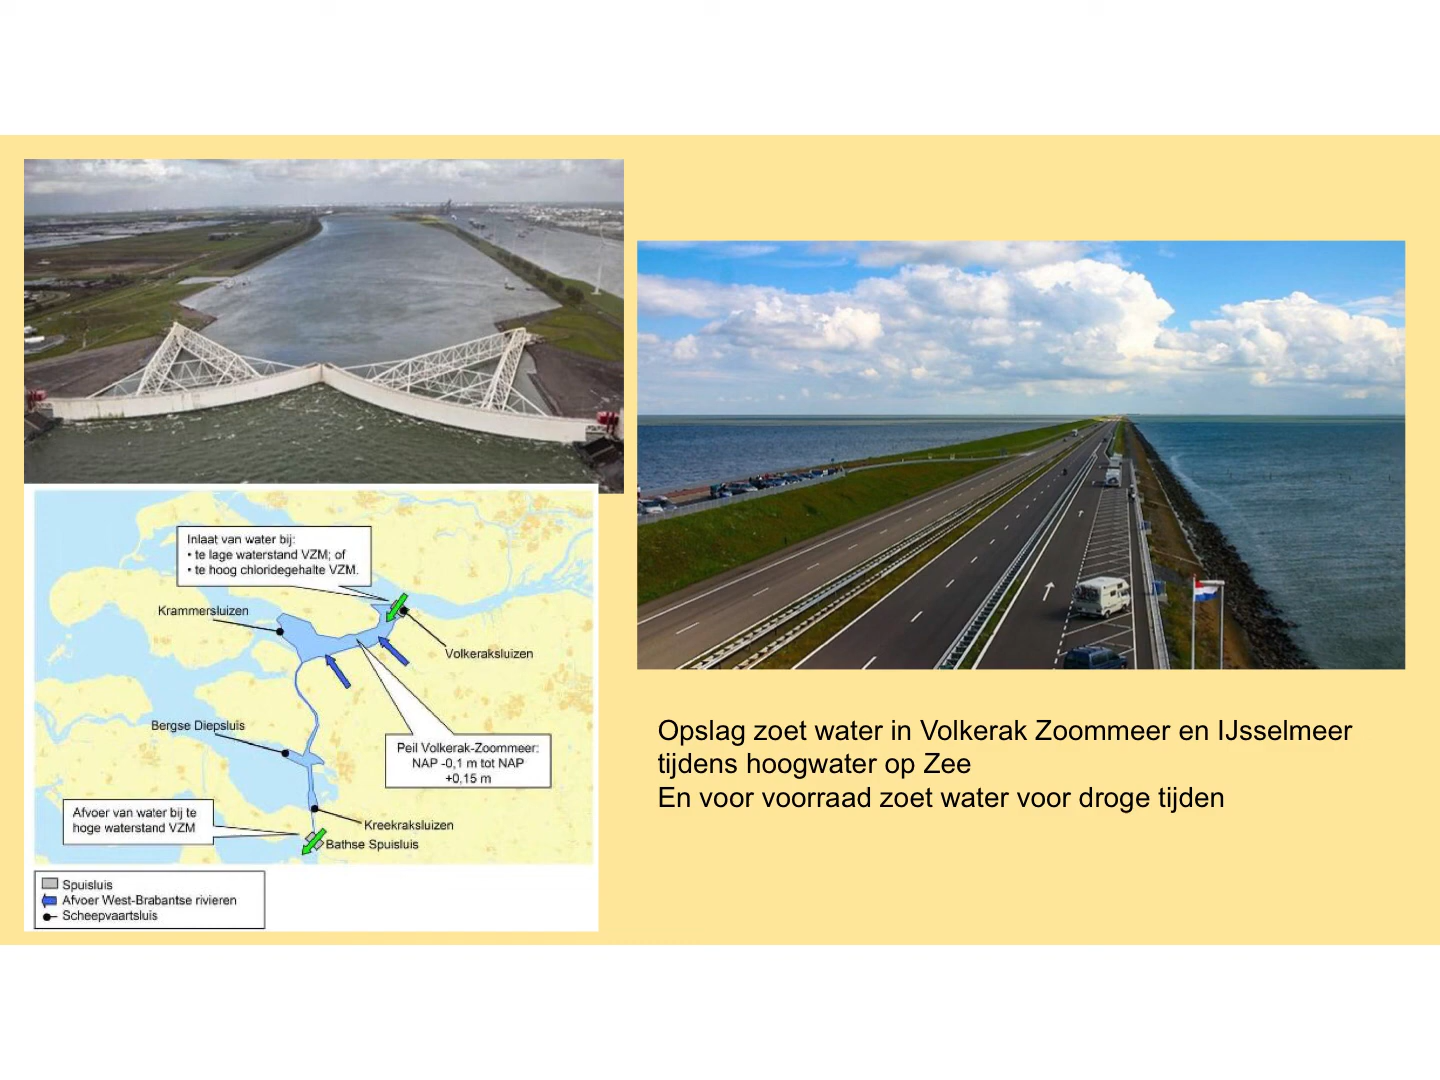 Inlaat van water bij:
• te lage waterstand VZM; of
• te hoog chloridegehalte VZM.
Krammersluizen
Volkeraksluizen
Bergse Diepsluis
Peil Volkerak-Zoommeer:
NAP -0,1 m tot NAP
+0,15 m
Afvoer van water bij te
hoge waterstand VZM
Kreekraksluizen
Bathse Spuisluis
Spuisluis
Afvoer West-Brabantse rivieren
Scheepvaartsluis
Opslag zoet water in Volkerak Zoommeer en IJsselmeer
tijdens hoogwater op Zee
En voor voorraad zoet water voor droge tijden